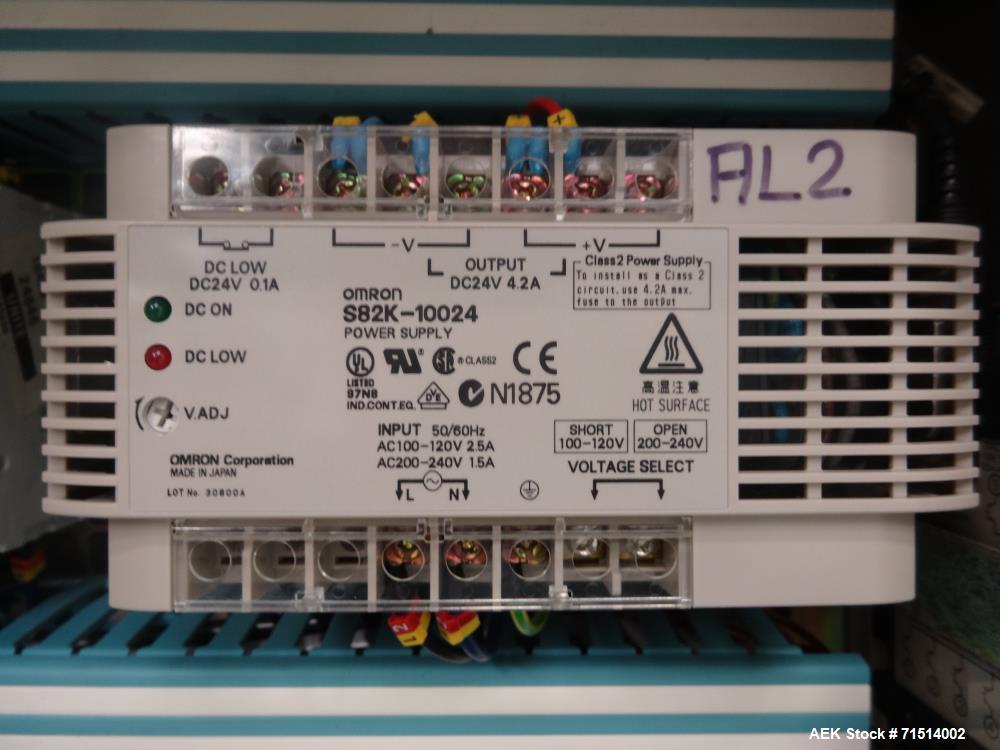 AL2
+
-V
+V
DC LOW
DC24V 0.1A
OUTPUT
DC24V 4.2A
Class2 Power Supply
To install as a Class 2
circuit, use 4.2A max.
fuse to the output
DC ON
DC LOW
V.ADJ
OMRON
S82K-10024
POWER SUPPLY
UL
LISTED
97N8
IND.CONT.EQ.
CLASS2
CE
N1875
高温注意
HOT SURFACE
INPUT 50/60Hz
AC100-120V 2.5A
AC200-240V 1.5A
L N
SHORT
100-120V
OPEN
200-240V
VOLTAGE SELECT
OMRON Corporation
MADE IN JAPAN
LOT No. 30800A
1 2
2
AEK Stock # 71514002